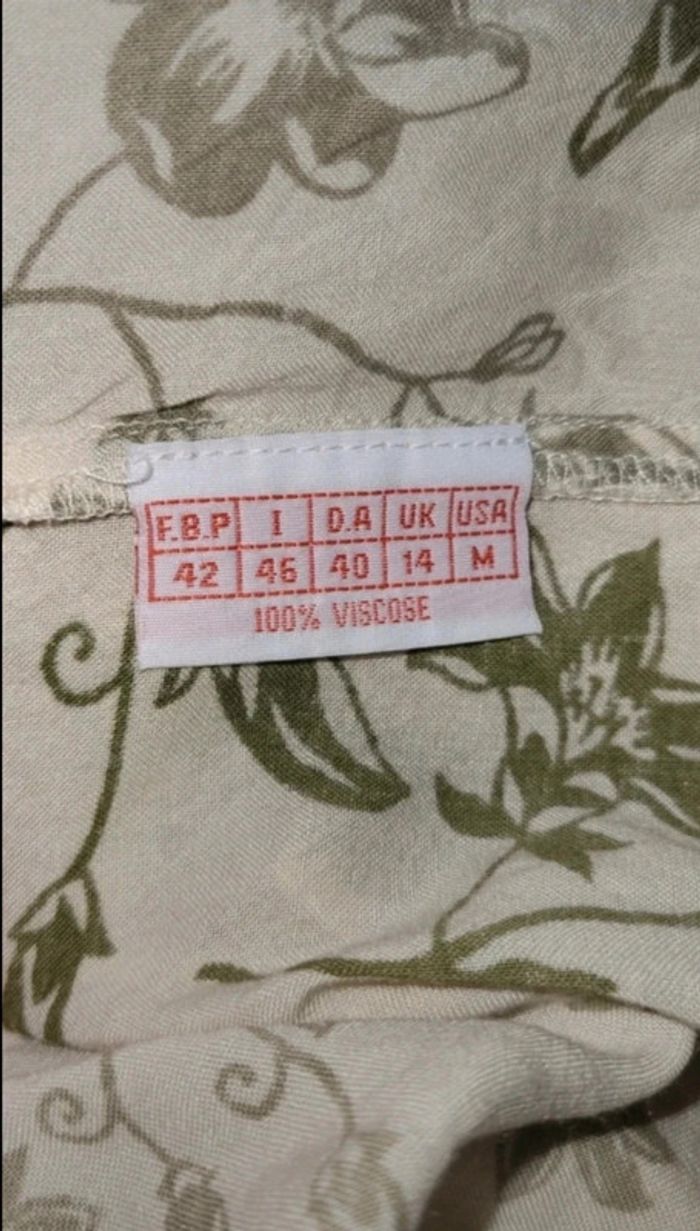 F.B.P I D.A UK USA
42 46 40 14 M
100% VISCOSE